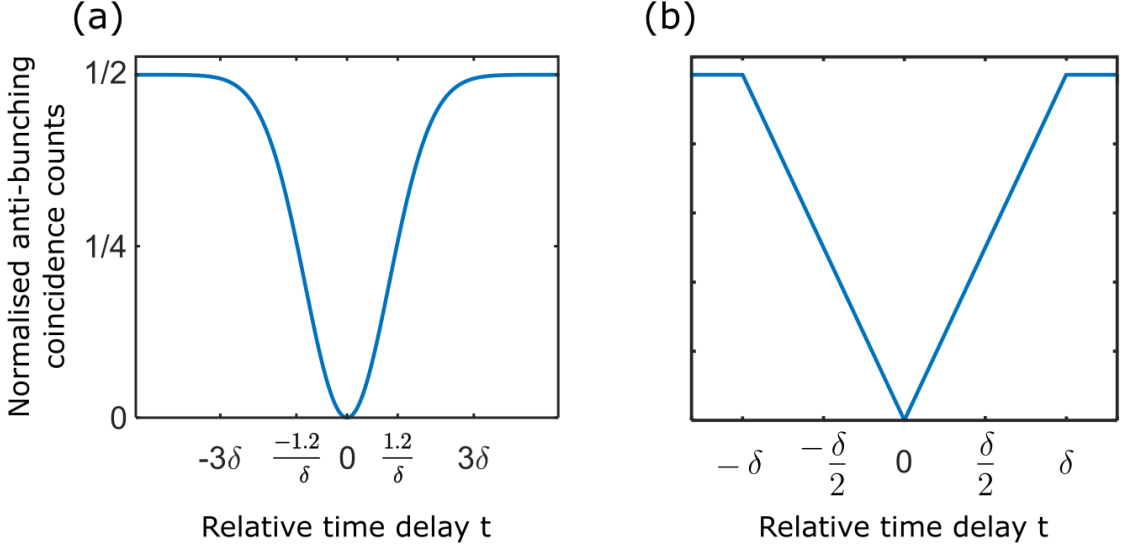 (a)
(b)
Normalised anti-bunching
coincidence counts
1/2
1/4
0
-3δ -1.2/δ 0 1.2/δ 3δ
Relative time delay t
-δ -δ/2 0 δ/2 δ
Relative time delay t